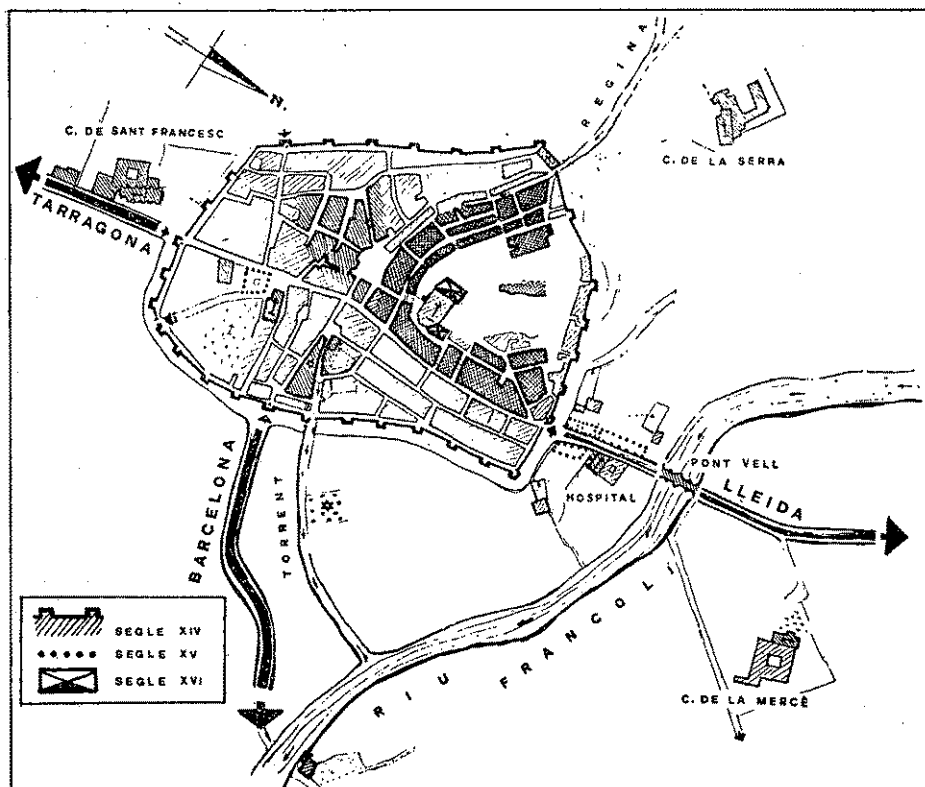 REGINA
N.
C. DE SANT FRANCESC
C. DE LA SERRA
TARRAGONA
PONT VELL
LLEIDA
HOSPITAL
BARCELONA
TORRENT
RIU FRANCOLI
C. DE LA MERCÈ
SEGLE XIV
SEGLE XV
SEGLE XVI